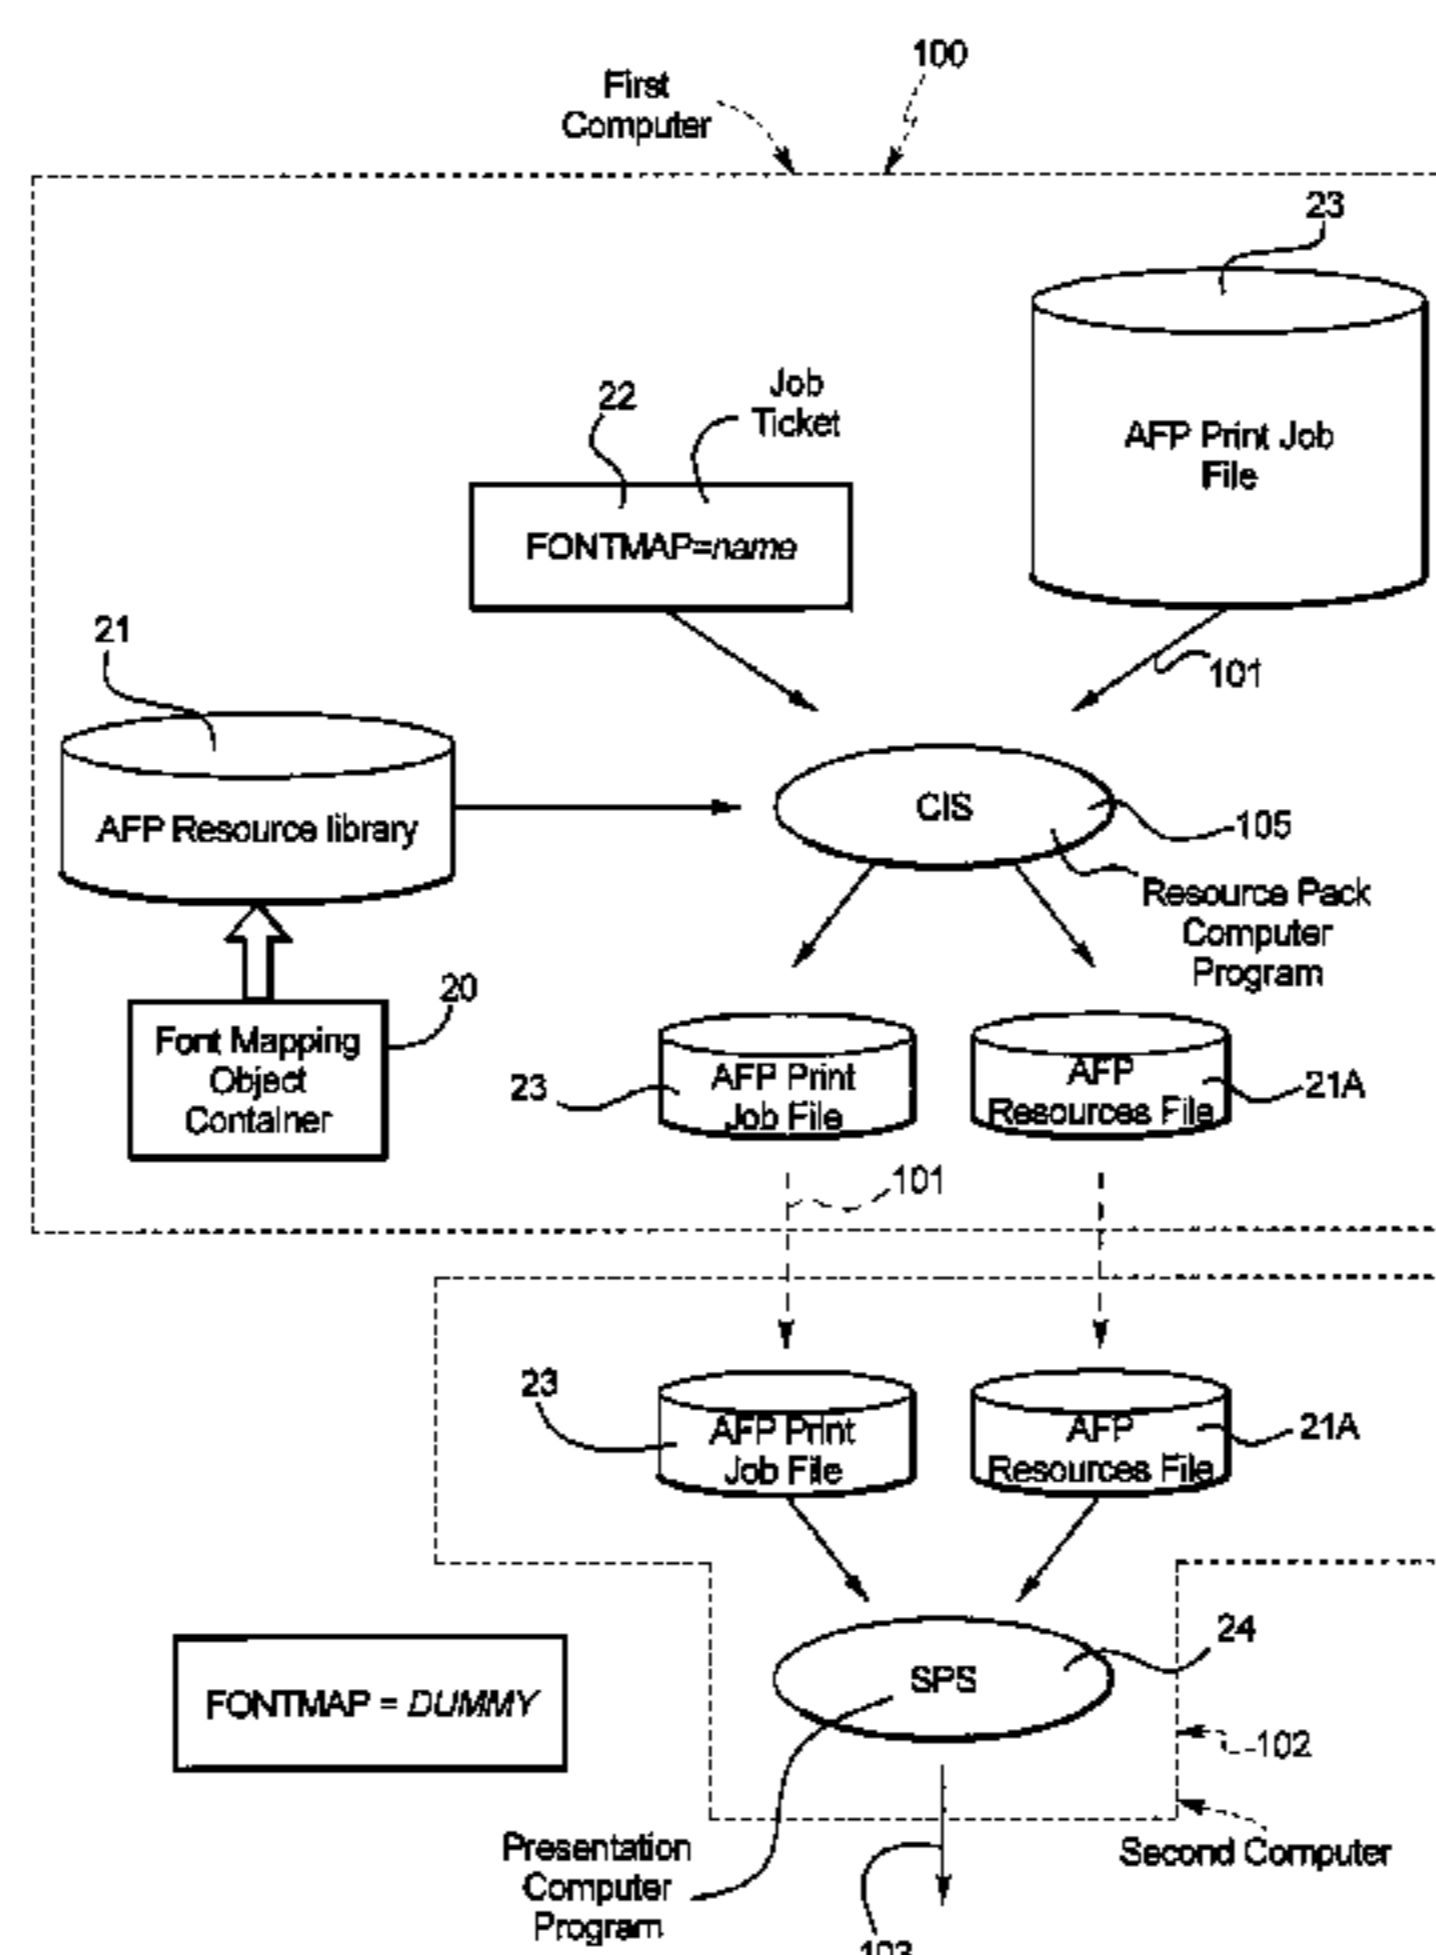 100
First
Computer
23
22
Job
Ticket
AFP Print Job
File
FONTMAP=name
21
101
AFP Resource library
CIS
105
Resource Pack
Computer
Program
20
Font Mapping
Object
Container
23
AFP Print
Job File
AFP
Resources File
21A
101
23
AFP Print
Job File
AFP
Resources File
21A
24
SPS
FONTMAP = DUMMY
102
Second Computer
Presentation
Computer
Program
103